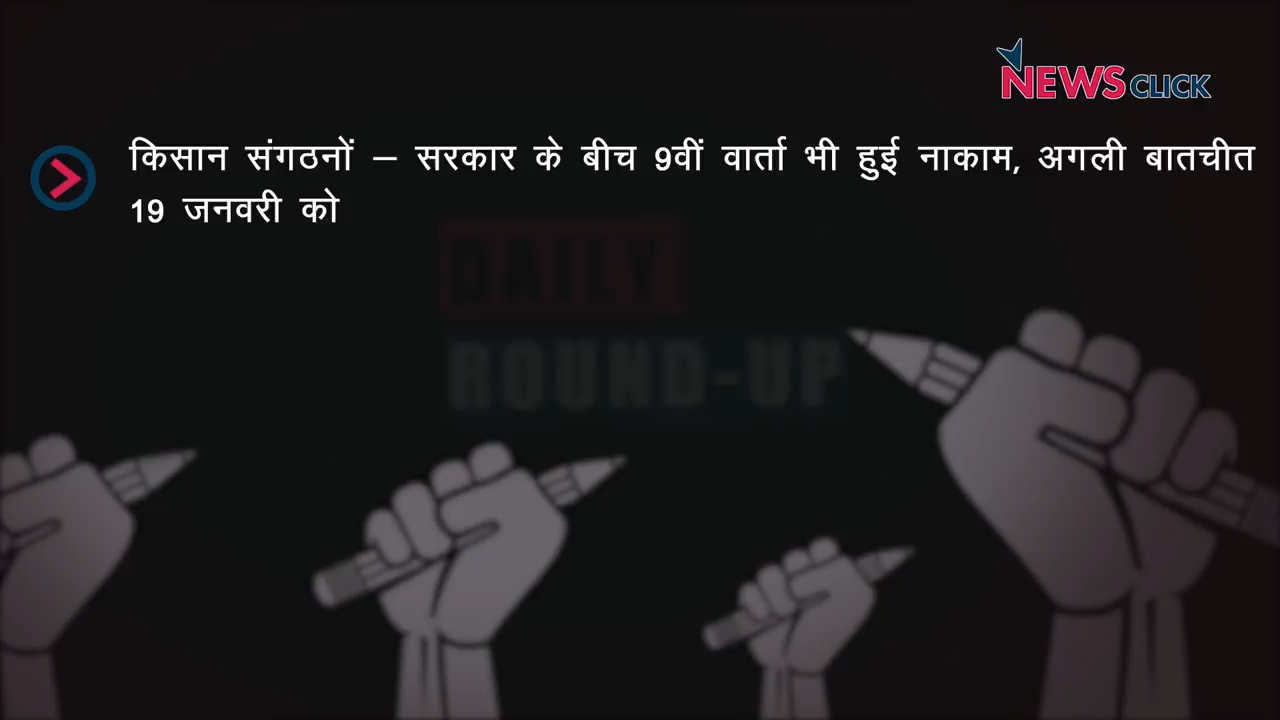 NEWSCLICK
किसान संगठनों – सरकार के बीच 9वीं वार्ता भी हुई नाकाम, अगली बातचीत
19 जनवरी को
DAILY
ROUND-UP